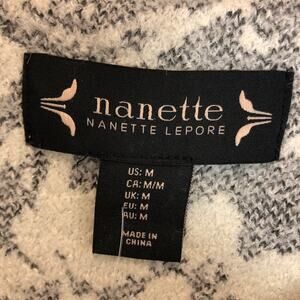 nanette
NANETTE LEPORE
US: M
CA: M/M
UK: M
EU: M
AU: M
MADE IN
CHINA